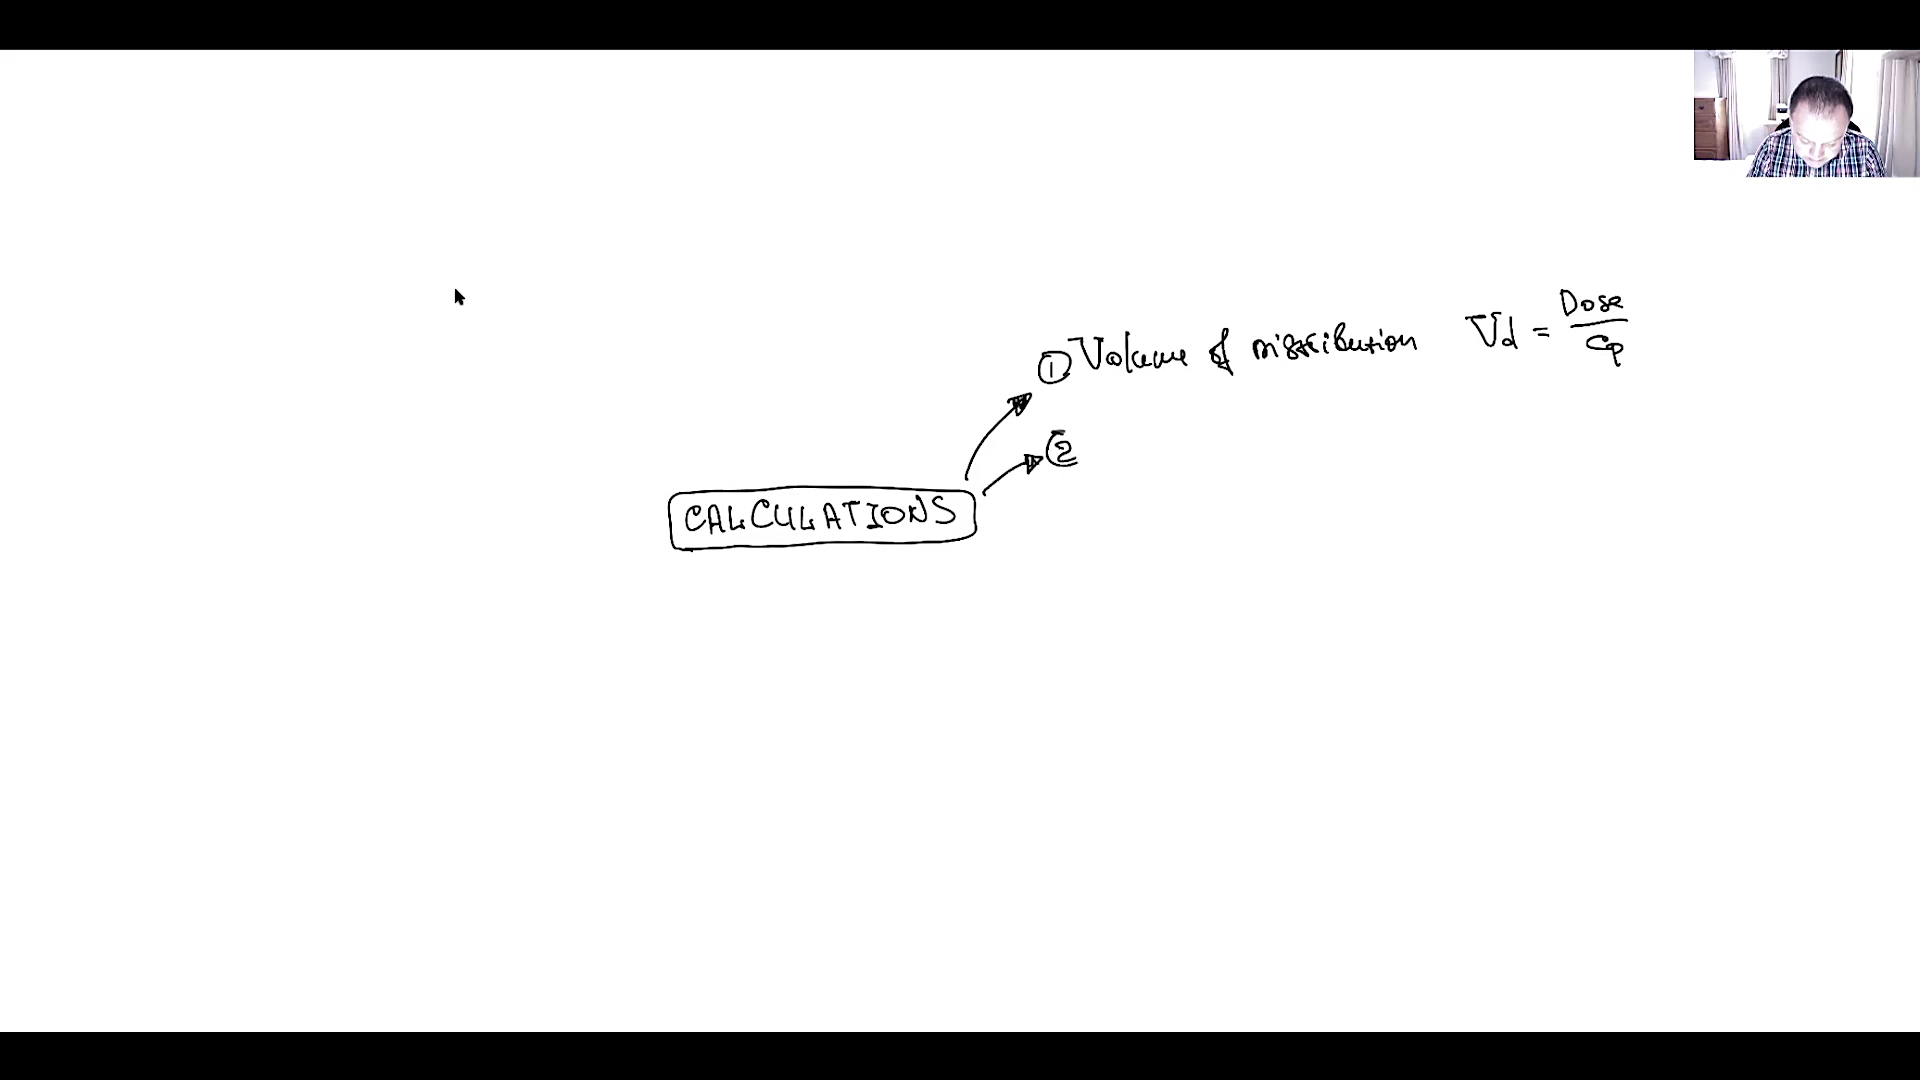 ① Volume of Distribution Vd = Dose / Cp
②
CALCULATIONS